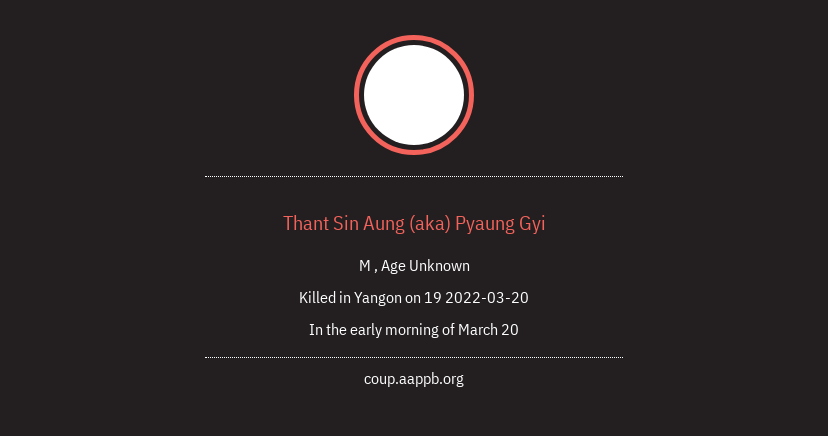 Thant Sin Aung (aka) Pyaung Gyi
M , Age Unknown
Killed in Yangon on 19 2022-03-20
In the early morning of March 20
coup.aappb.org